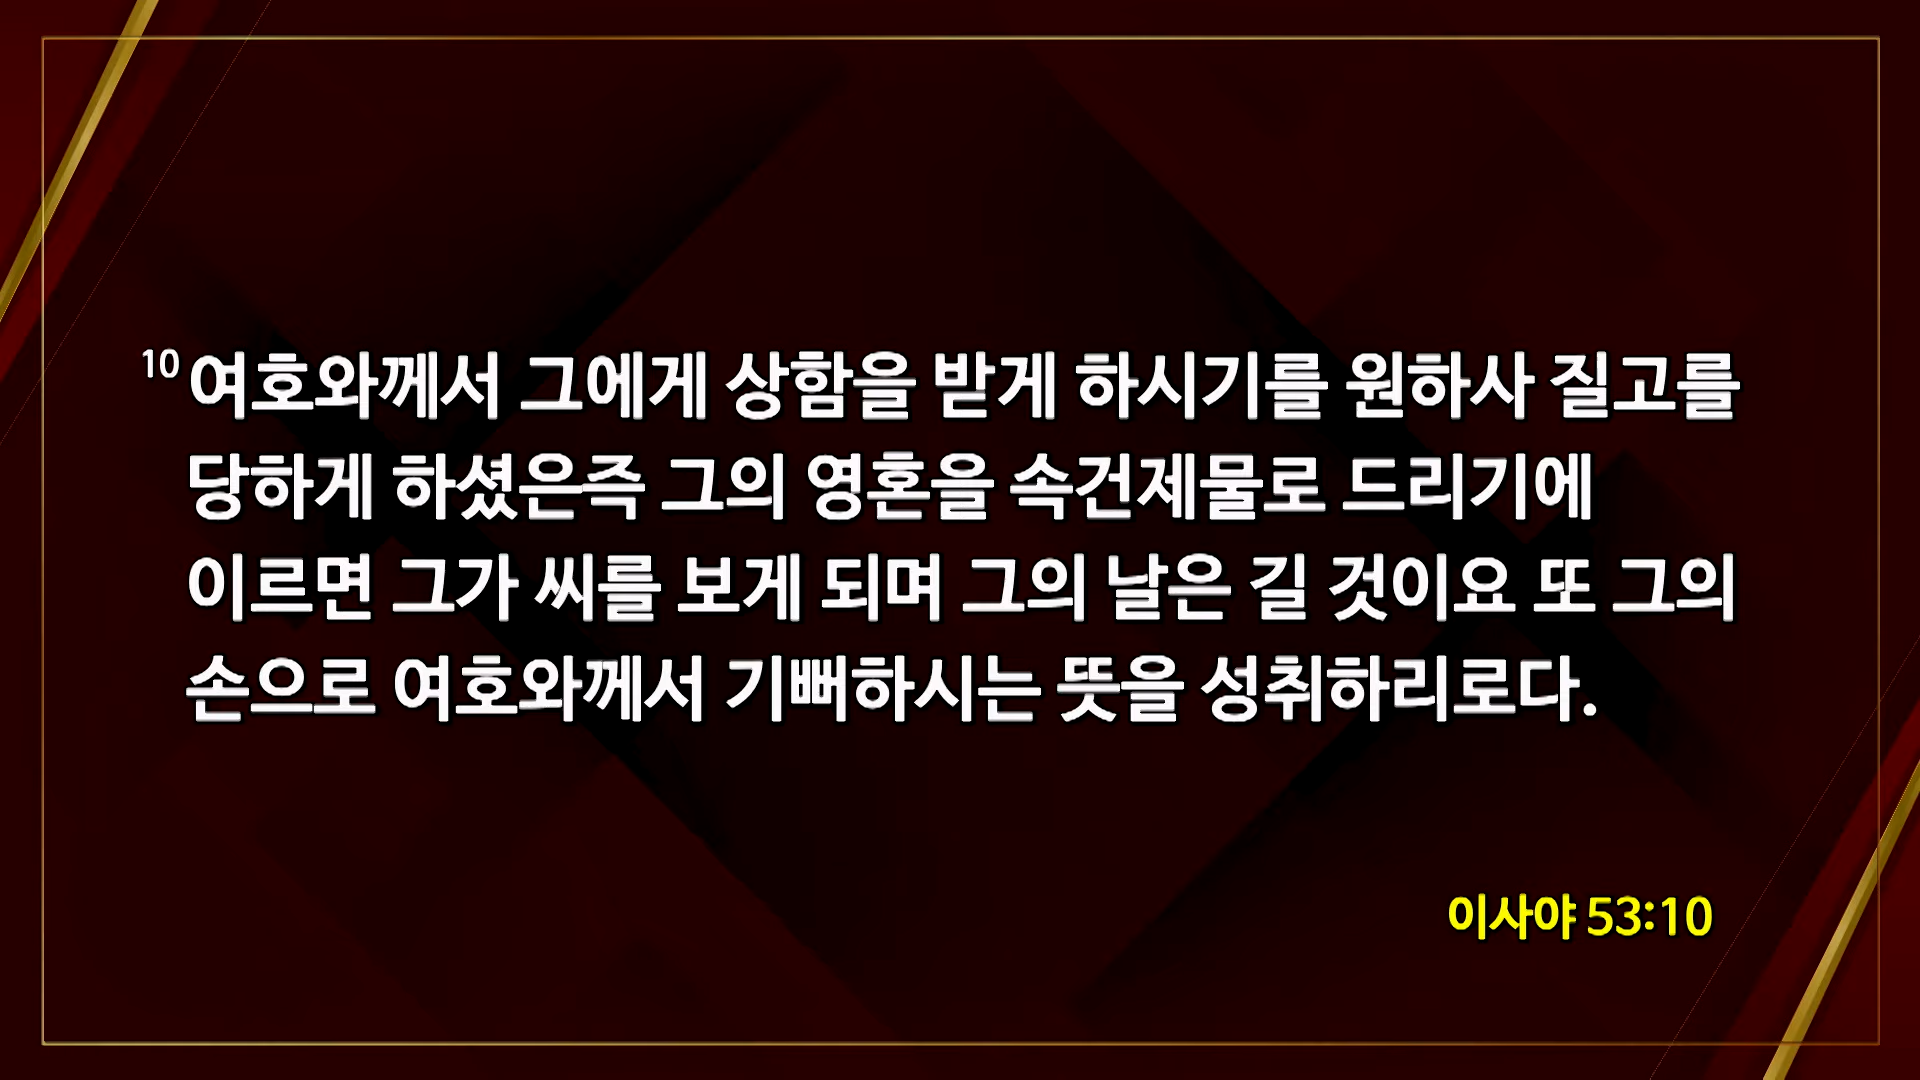 10 여호와께서 그에게 상함을 받게 하시기를 원하사 질고를
당하게 하셨은즉 그의 영혼을 속건제물로 드리기에
이르면 그가 씨를 보게 되며 그의 날은 길 것이요 또 그의
손으로 여호와께서 기뻐하시는 뜻을 성취하리로다.
이사야 53:10